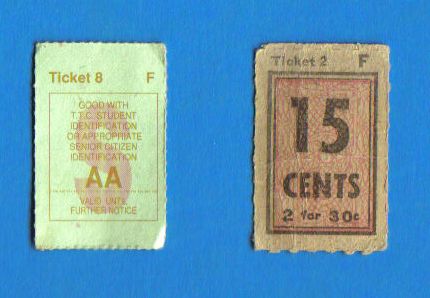 Ticket 8 F
GOOD WITH
T.T.C. STUDENT
IDENTIFICATION
OR APPROPRIATE
SENIOR CITIZEN
IDENTIFICATION
AA
VALID UNTIL
FURTHER NOTICE
Ticket 2 F
15
CENTS
2 for 30c